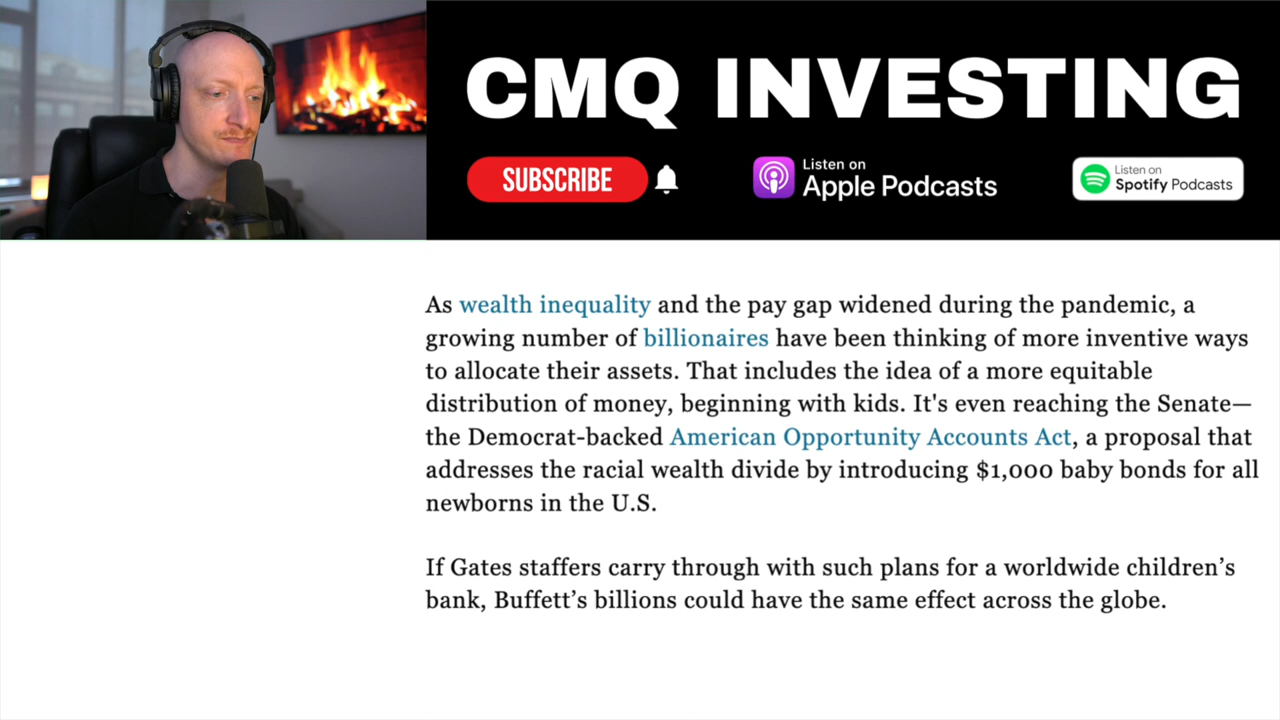 CMQ INVESTING
SUBSCRIBE
Listen on
Apple Podcasts
Listen on
Spotify Podcasts
As wealth inequality and the pay gap widened during the pandemic, a
growing number of billionaires have been thinking of more inventive ways
to allocate their assets. That includes the idea of a more equitable
distribution of money, beginning with kids. It's even reaching the Senate—
the Democrat-backed American Opportunity Accounts Act, a proposal that
addresses the racial wealth divide by introducing $1,000 baby bonds for all
newborns in the U.S.
If Gates staffers carry through with such plans for a worldwide children’s
bank, Buffett’s billions could have the same effect across the globe.